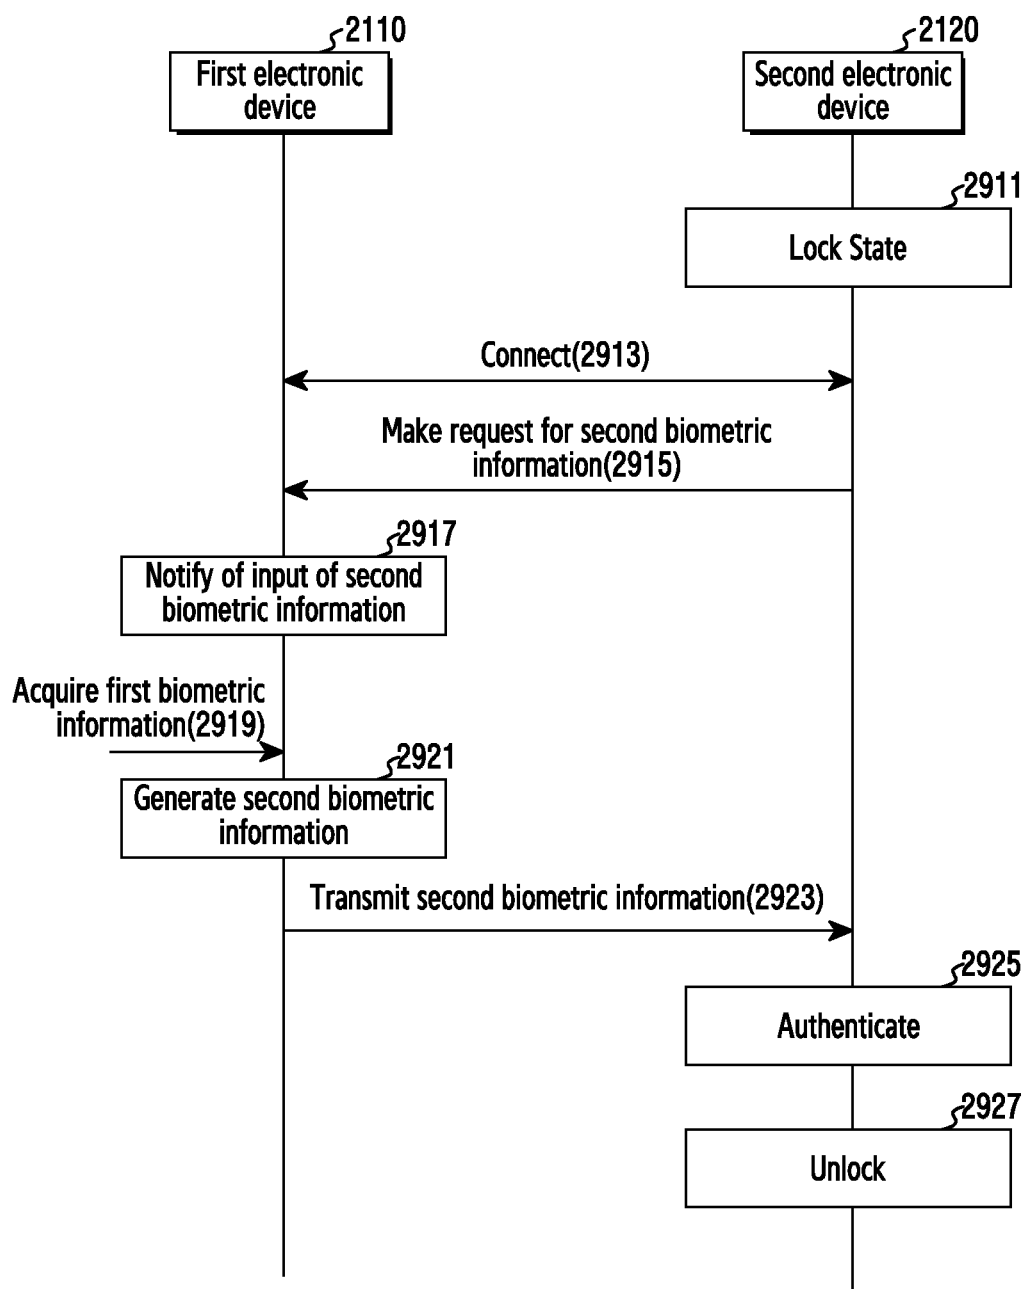 2110
First electronic
device
2120
Second electronic
device
2911
Lock State
Connect(2913)
Make request for second biometric
information(2915)
2917
Notify of input of second
biometric information
Acquire first biometric
information(2919)
2921
Generate second biometric
information
Transmit second biometric information(2923)
2925
Authenticate
2927
Unlock